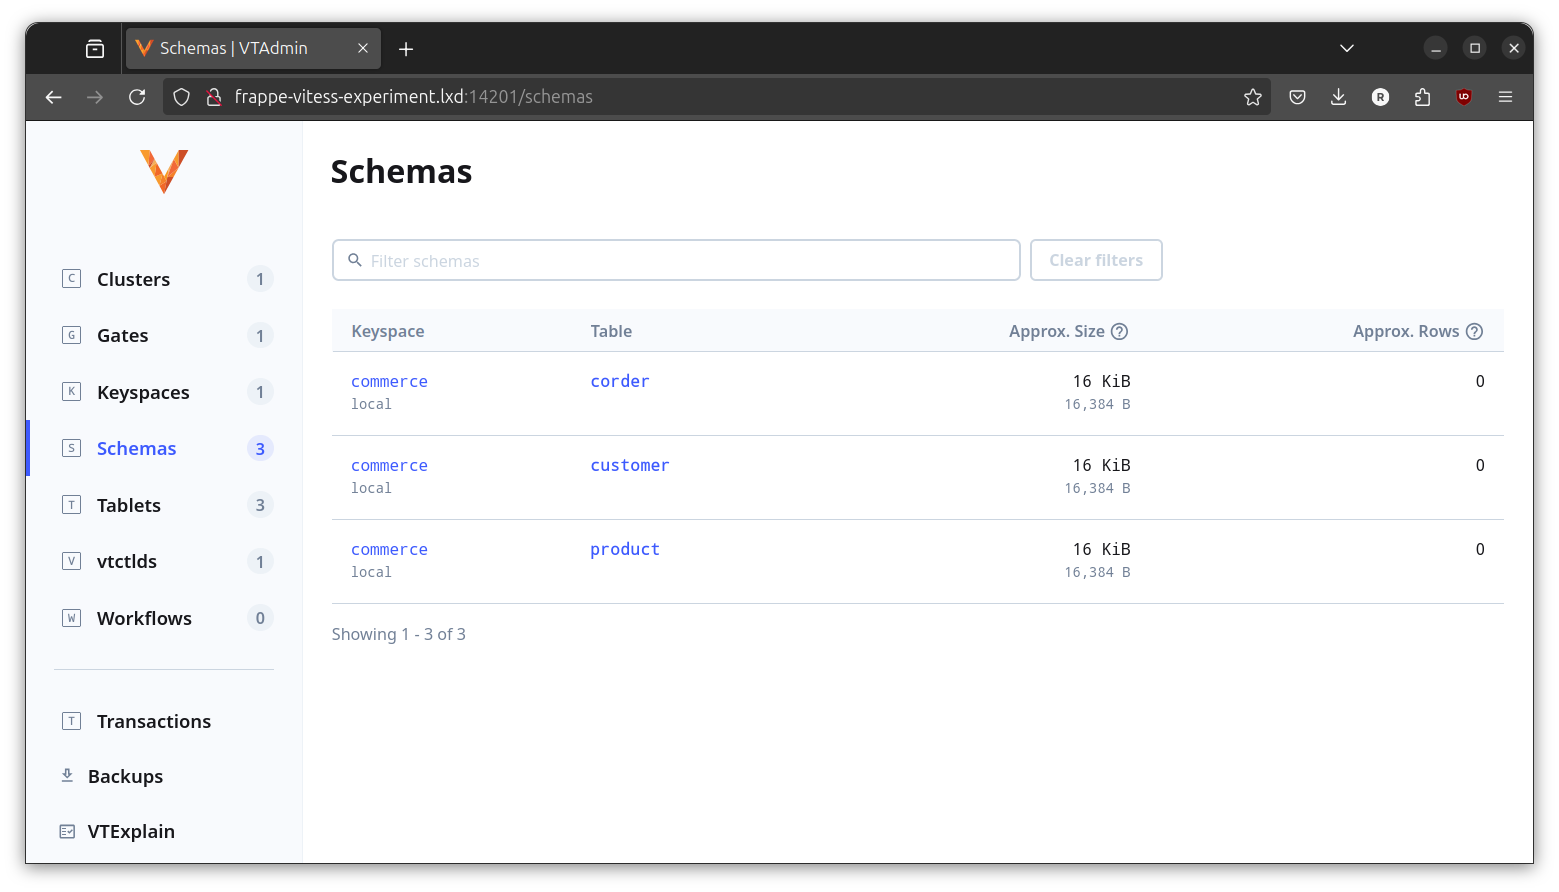 Schemas | VTAdmin
frappe-vitess-experiment.lxd:14201/schemas
R
UO
C Clusters 1
G Gates 1
K Keyspaces 1
S Schemas 3
T Tablets 3
V vtctlds 1
W Workflows 0
T Transactions
Backups
VTExplain
Schemas
Filter schemas
Clear filters
Keyspace Table Approx. Size ? Approx. Rows ?
commerce corder 16 KiB 0
local 16,384 B
commerce customer 16 KiB 0
local 16,384 B
commerce product 16 KiB 0
local 16,384 B
Showing 1 - 3 of 3